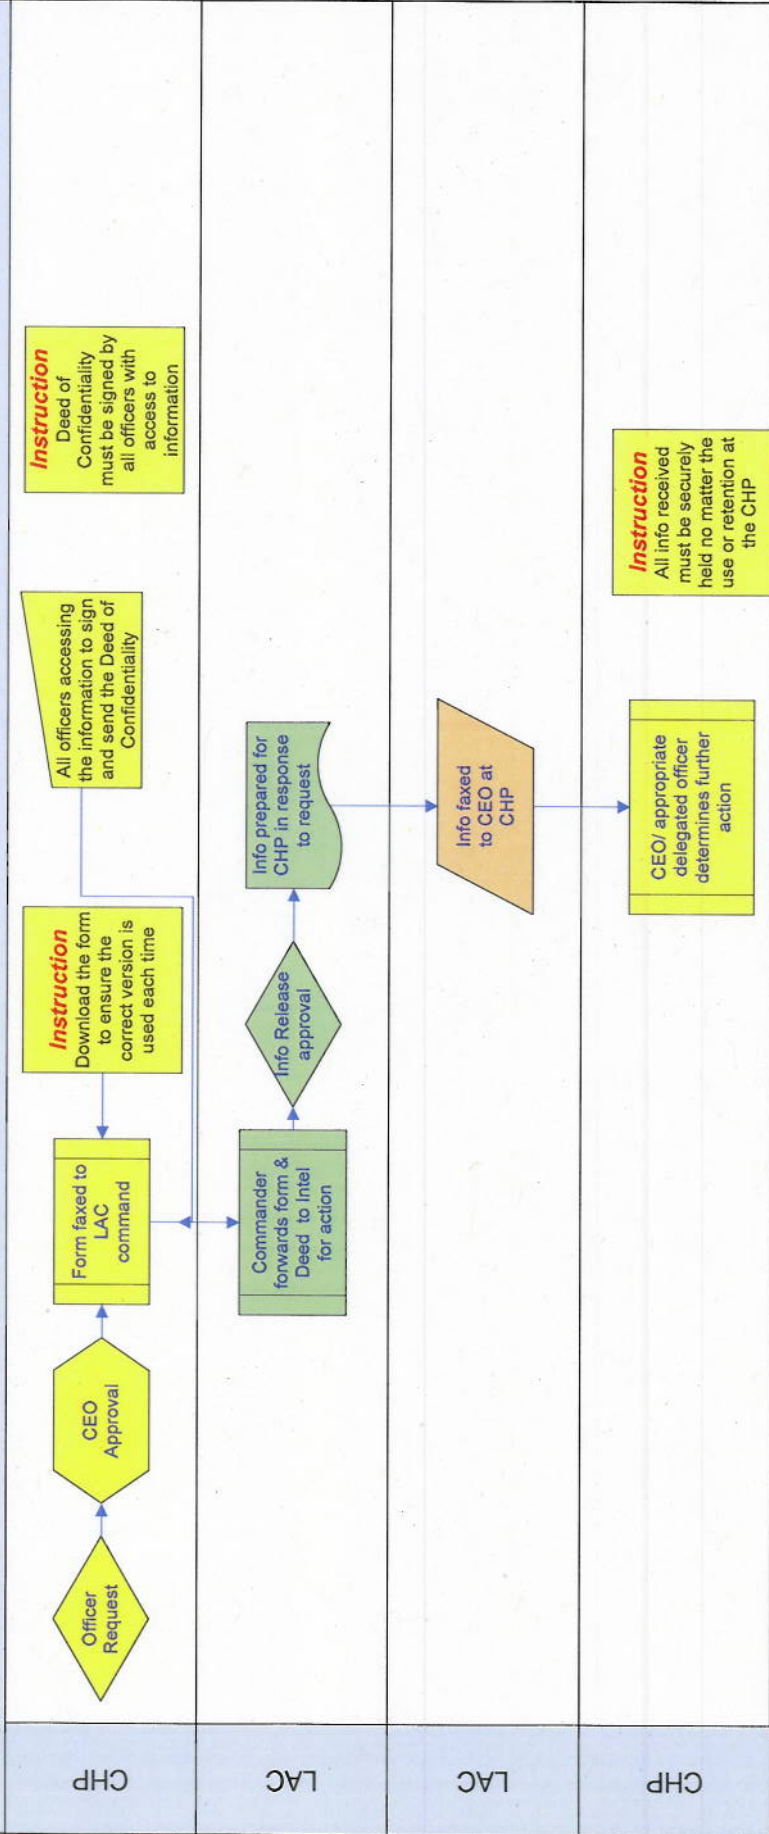 CHP
Officer
Request
CEO
Approval
Form faxed to
LAC
command
Instruction
Download the form
to ensure the
correct version is
used each time
All officers accessing
the information to sign
and send the Deed of
Confidentiality
Instruction
Deed of
Confidentiality
must be signed by
all officers with
access to
information
LAC
Commander
forwards form &
Deed to Intel
for action
Info Release
approval
Info prepared for
CHP in response
to request
LAC
Info faxed
to CEO at
CHP
CHP
CEO/ appropriate
delegated officer
determines further
action
Instruction
All info received
must be securely
held no matter the
use or retention at
the CHP